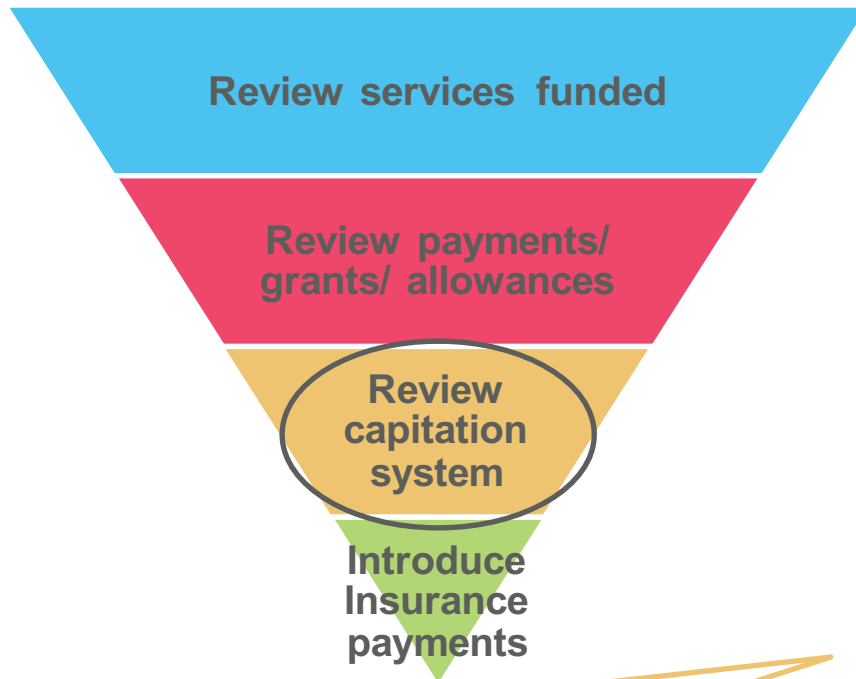 Review services funded
Review payments/
grants/ allowances
Review
capitation
system
Introduce
Insurance
payments